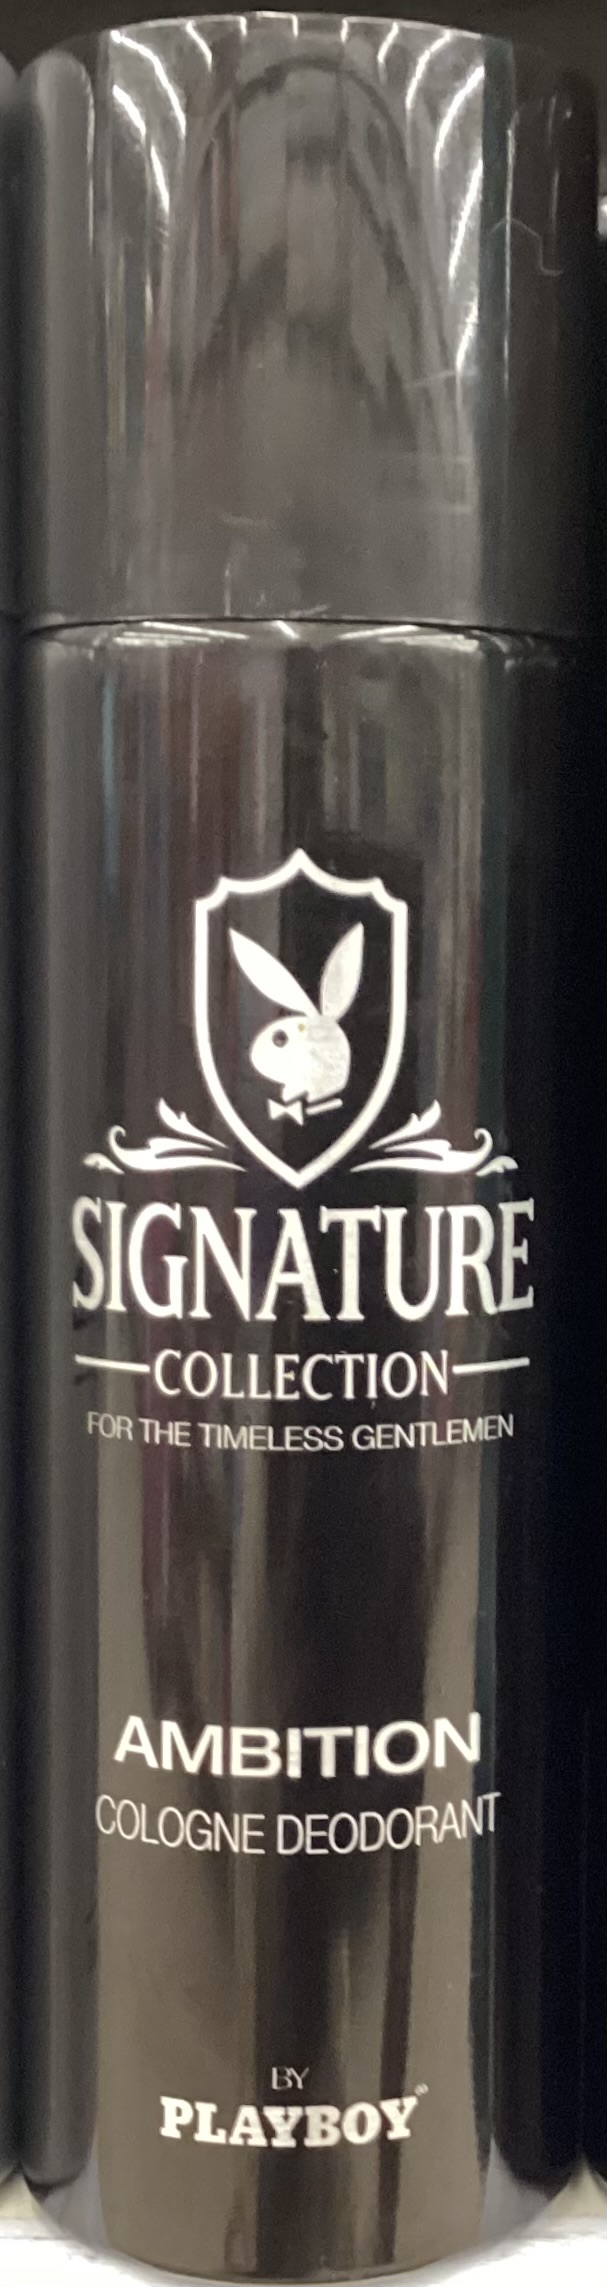 SIGNATURE
COLLECTION
FOR THE TIMELESS GENTLEMEN
AMBITION
COLOGNE DEODORANT
BY
PLAYBOY